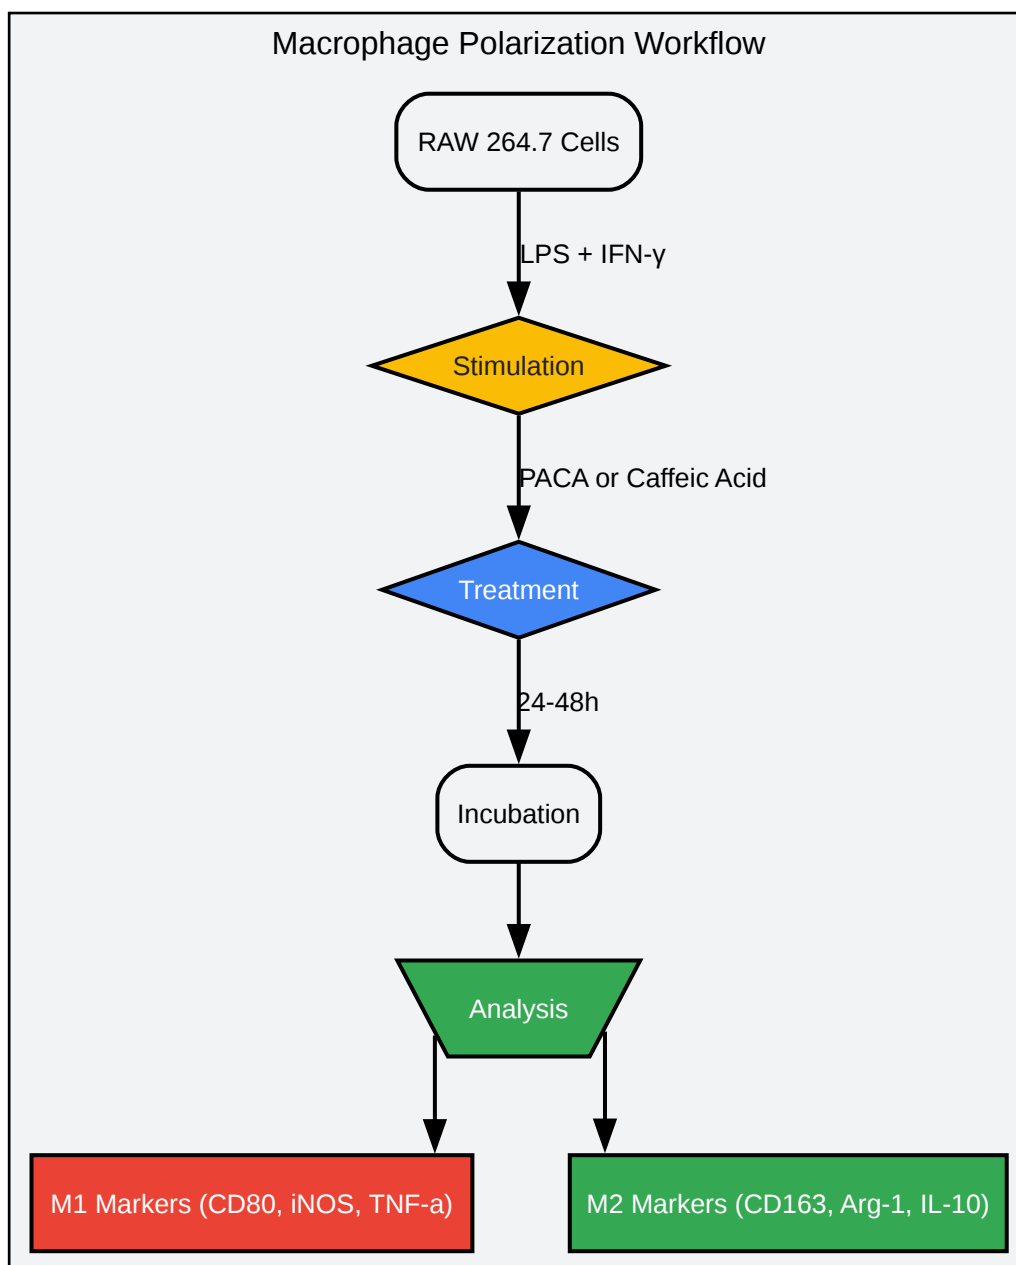 Macrophage Polarization Workflow
RAW 264.7 Cells
LPS + IFN-γ
Stimulation
PACA or Caffeic Acid
Treatment
24-48h
Incubation
Analysis
M1 Markers (CD80, iNOS, TNF-a)
M2 Markers (CD163, Arg-1, IL-10)